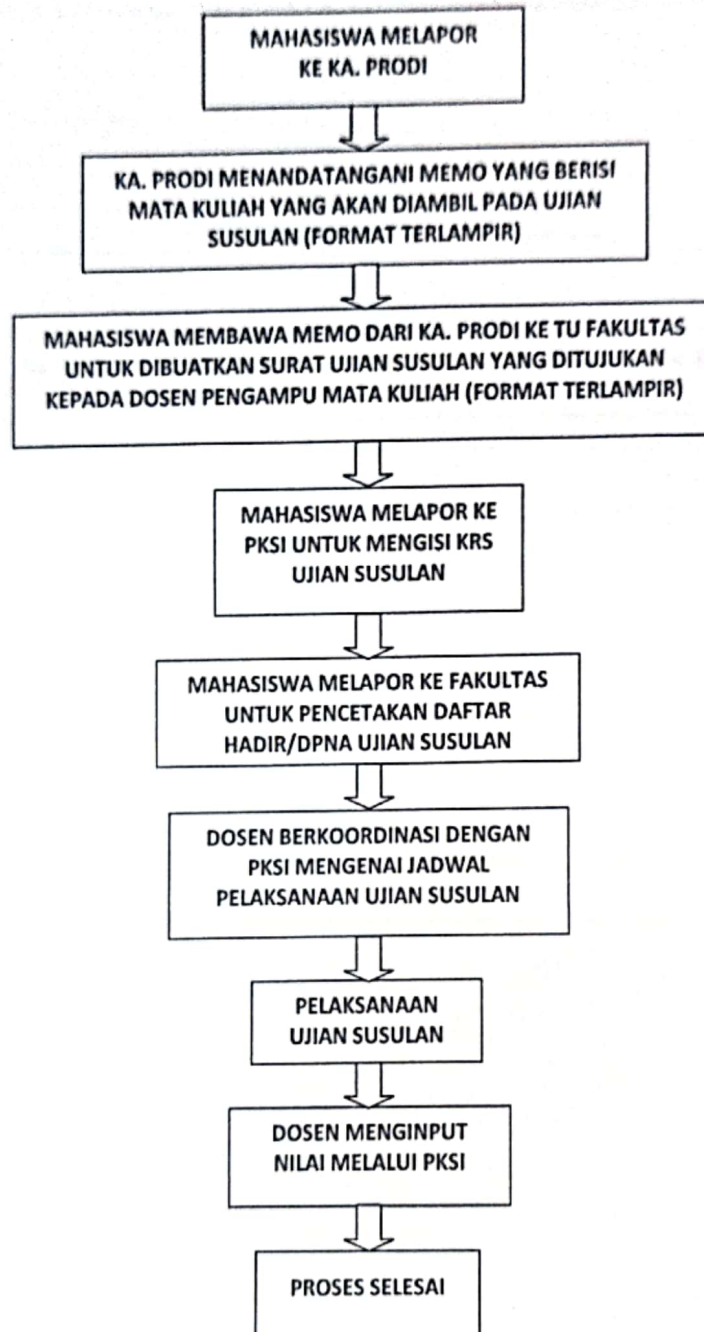 MAHASISWA MELAPOR
KE KA. PRODI
KA. PRODI MENANDATANGANI MEMO YANG BERISI
MATA KULIAH YANG AKAN DIAMBIL PADA UJIAN
SUSULAN (FORMAT TERLAMPIR)
MAHASISWA MEMBAWA MEMO DARI KA. PRODI KE TU FAKULTAS
UNTUK DIBUATKAN SURAT UJIAN SUSULAN YANG DITUJUKAN
KEPADA DOSEN PENGAMPU MATA KULIAH (FORMAT TERLAMPIR)
MAHASISWA MELAPOR KE
PKSI UNTUK MENGISI KRS
UJIAN SUSULAN
MAHASISWA MELAPOR KE FAKULTAS
UNTUK PENCETAKAN DAFTAR
HADIR/DPNA UJIAN SUSULAN
DOSEN BERKOORDINASI DENGAN
PKSI MENGENAI JADWAL
PELAKSANAAN UJIAN SUSULAN
PELAKSANAAN
UJIAN SUSULAN
DOSEN MENGINPUT
NILAI MELALUI PKSI
PROSES SELESAI